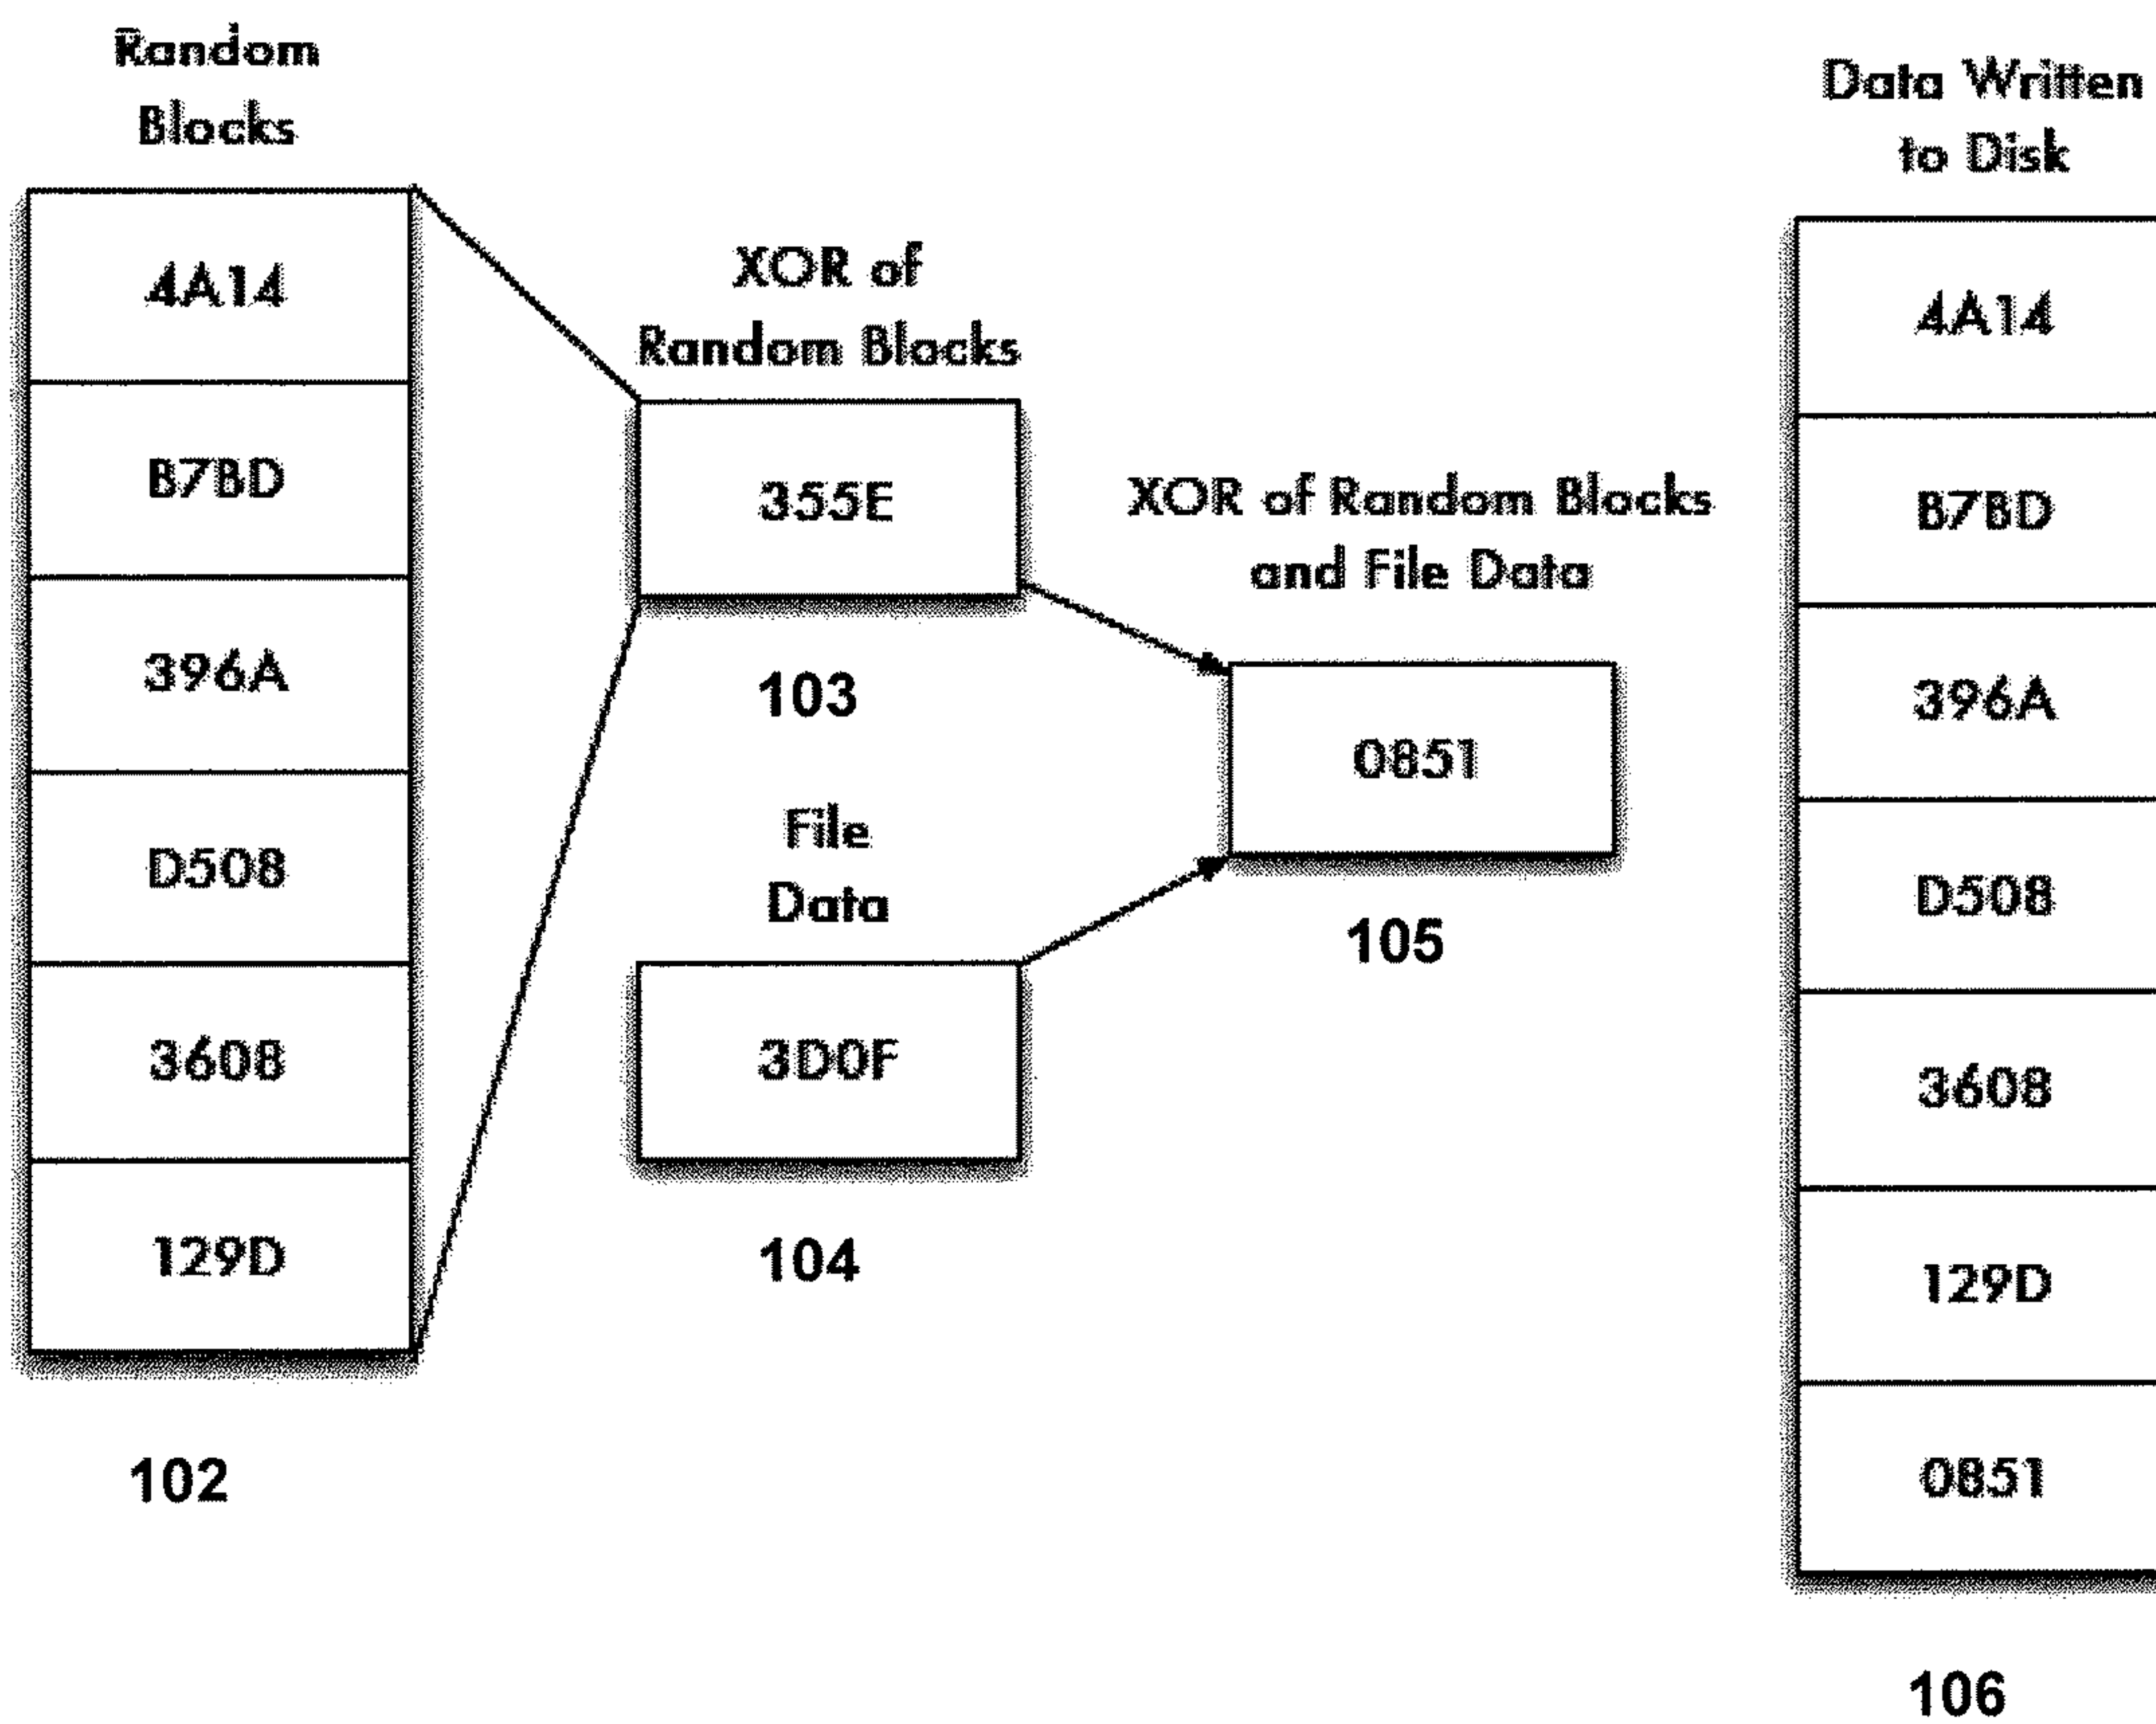 Random
Blocks
4A14
B7BD
396A
D508
3608
129D
102
XOR of
Random Blocks
355E
103
File
Data
3D0F
104
XOR of Random Blocks
and File Data
0851
105
Data Written
to Disk
4A14
B7BD
396A
D508
3608
129D
0851
106